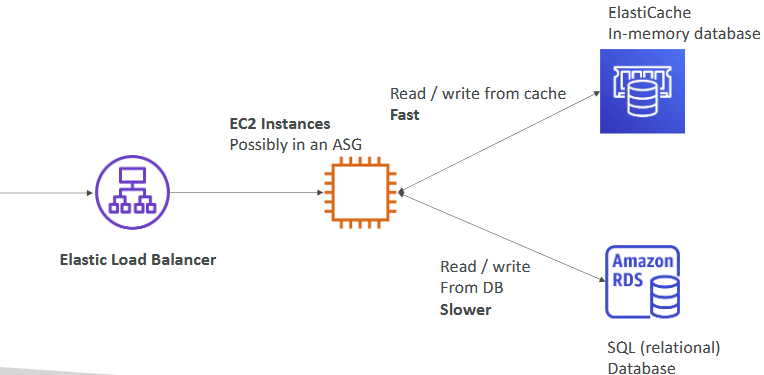 ElastiCache
In-memory database
Read / write from cache
Fast
EC2 Instances
Possibly in an ASG
Elastic Load Balancer
Read / write
From DB
Slower
Amazon
RDS
SQL (relational)
Database